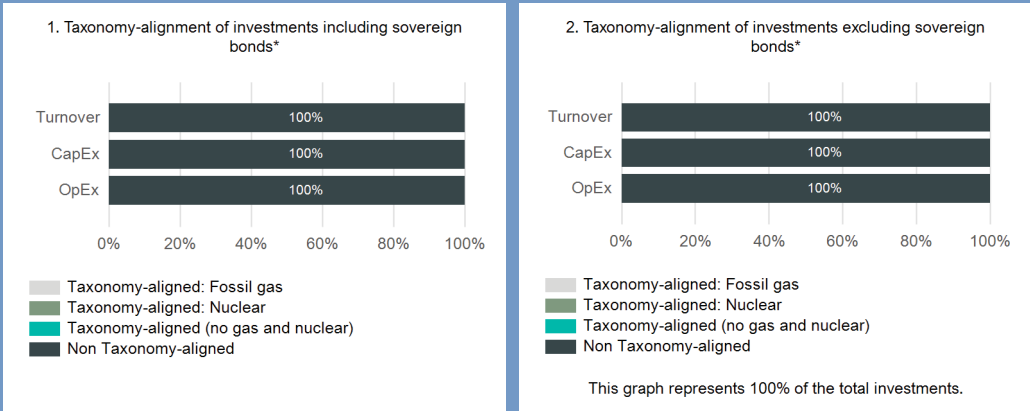 1. Taxonomy-alignment of investments including sovereign
bonds*
Turnover
100%
CapEx
100%
OpEx
100%
0% 20% 40% 60% 80% 100%
Taxonomy-aligned: Fossil gas
Taxonomy-aligned: Nuclear
Taxonomy-aligned (no gas and nuclear)
Non Taxonomy-aligned
2. Taxonomy-alignment of investments excluding sovereign
bonds*
Turnover
100%
CapEx
100%
OpEx
100%
0% 20% 40% 60% 80% 100%
Taxonomy-aligned: Fossil gas
Taxonomy-aligned: Nuclear
Taxonomy-aligned (no gas and nuclear)
Non Taxonomy-aligned
This graph represents 100% of the total investments.